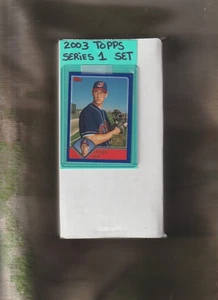 2003 TOPPS
SERIES 1 SET